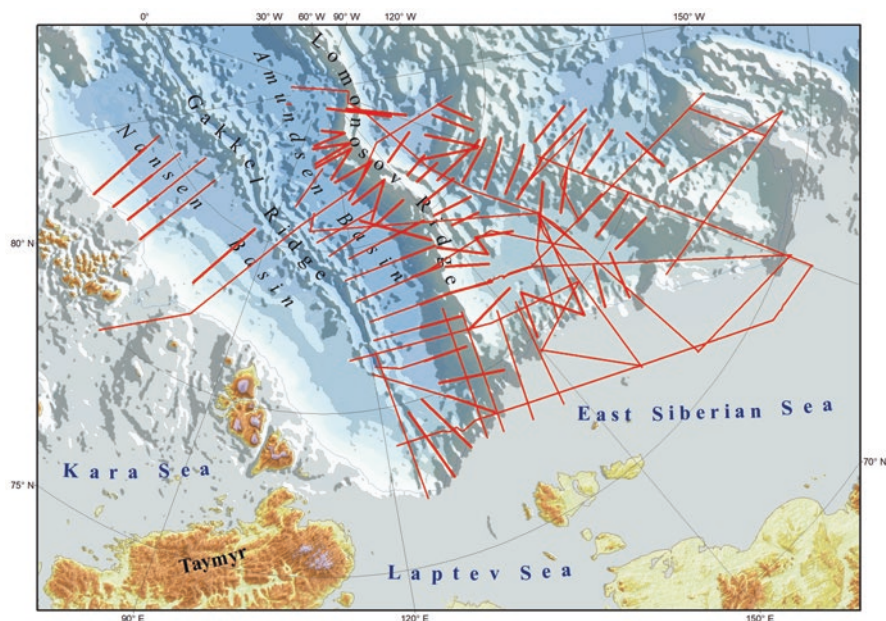 0°
30° W
60° W
90° W
120° W
150° W
Lomonosov Ridge
Amundsen Basin
Gakkel Ridge
Nansen Basin
80° N
East Siberian Sea
Kara Sea
70° N
75° N
Taymyr
Laptev Sea
90° E
120° E
150° E